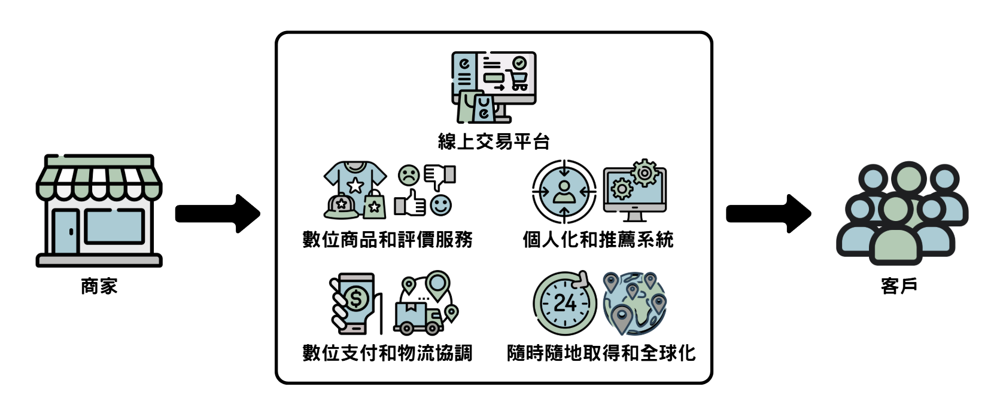 線上交易平台
數位商品和評價服務
個人化和推薦系統
商家
客戶
$
24
數位支付和物流協調
隨時隨地取得和全球化